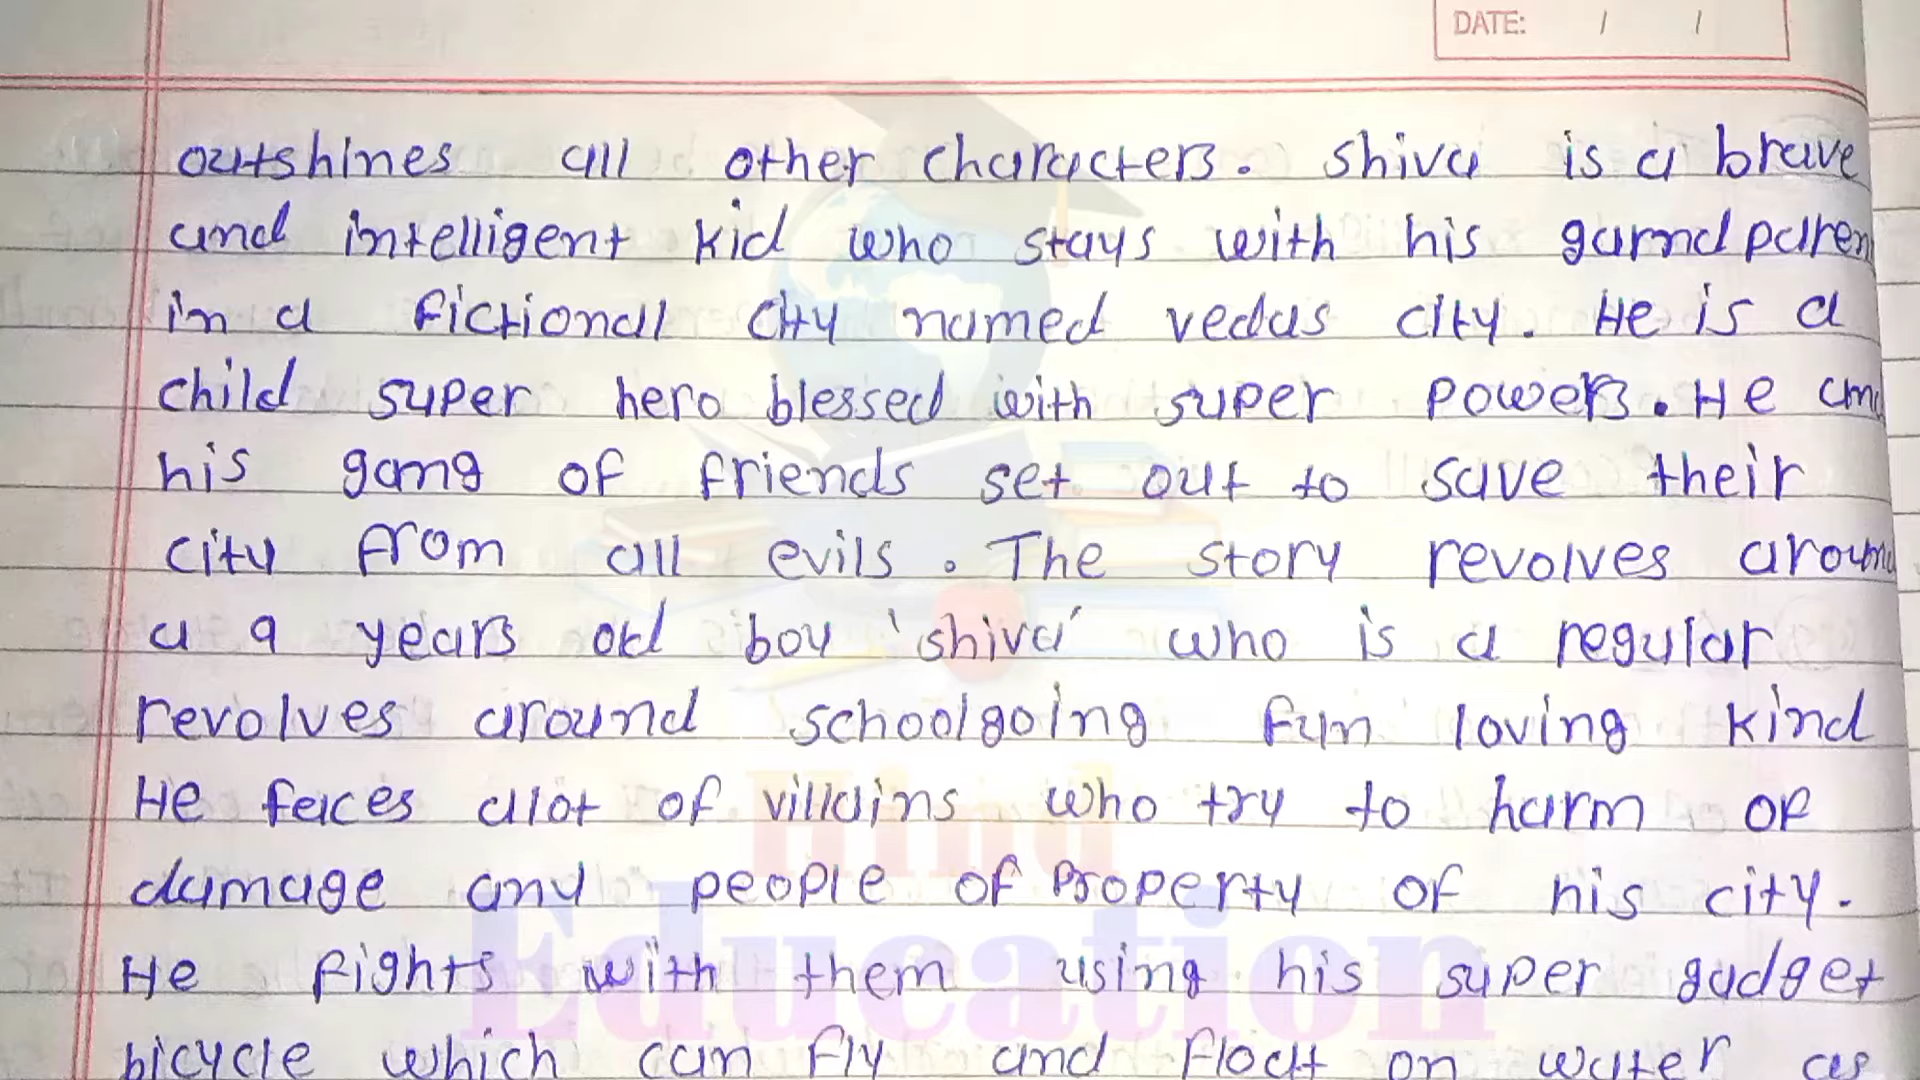 DATE: / /
outshines all other characters. shiva is a brave
and intelligent kid who stays with his garndparen
in a fictional city named vedas city. He is a
child super hero blessed with super powers. He and
his gang of friends set out to save their
city from all evils. The story revolves aroun
a 9 years old boy 'shiva' who is a regular
revolves around schoolgoing fun loving kind
He feaces alot of villains who try to harm or
damage any people of property of his city.
He fights with them using his super gadget
bicycle which can fly and float on water as
Hind
Education